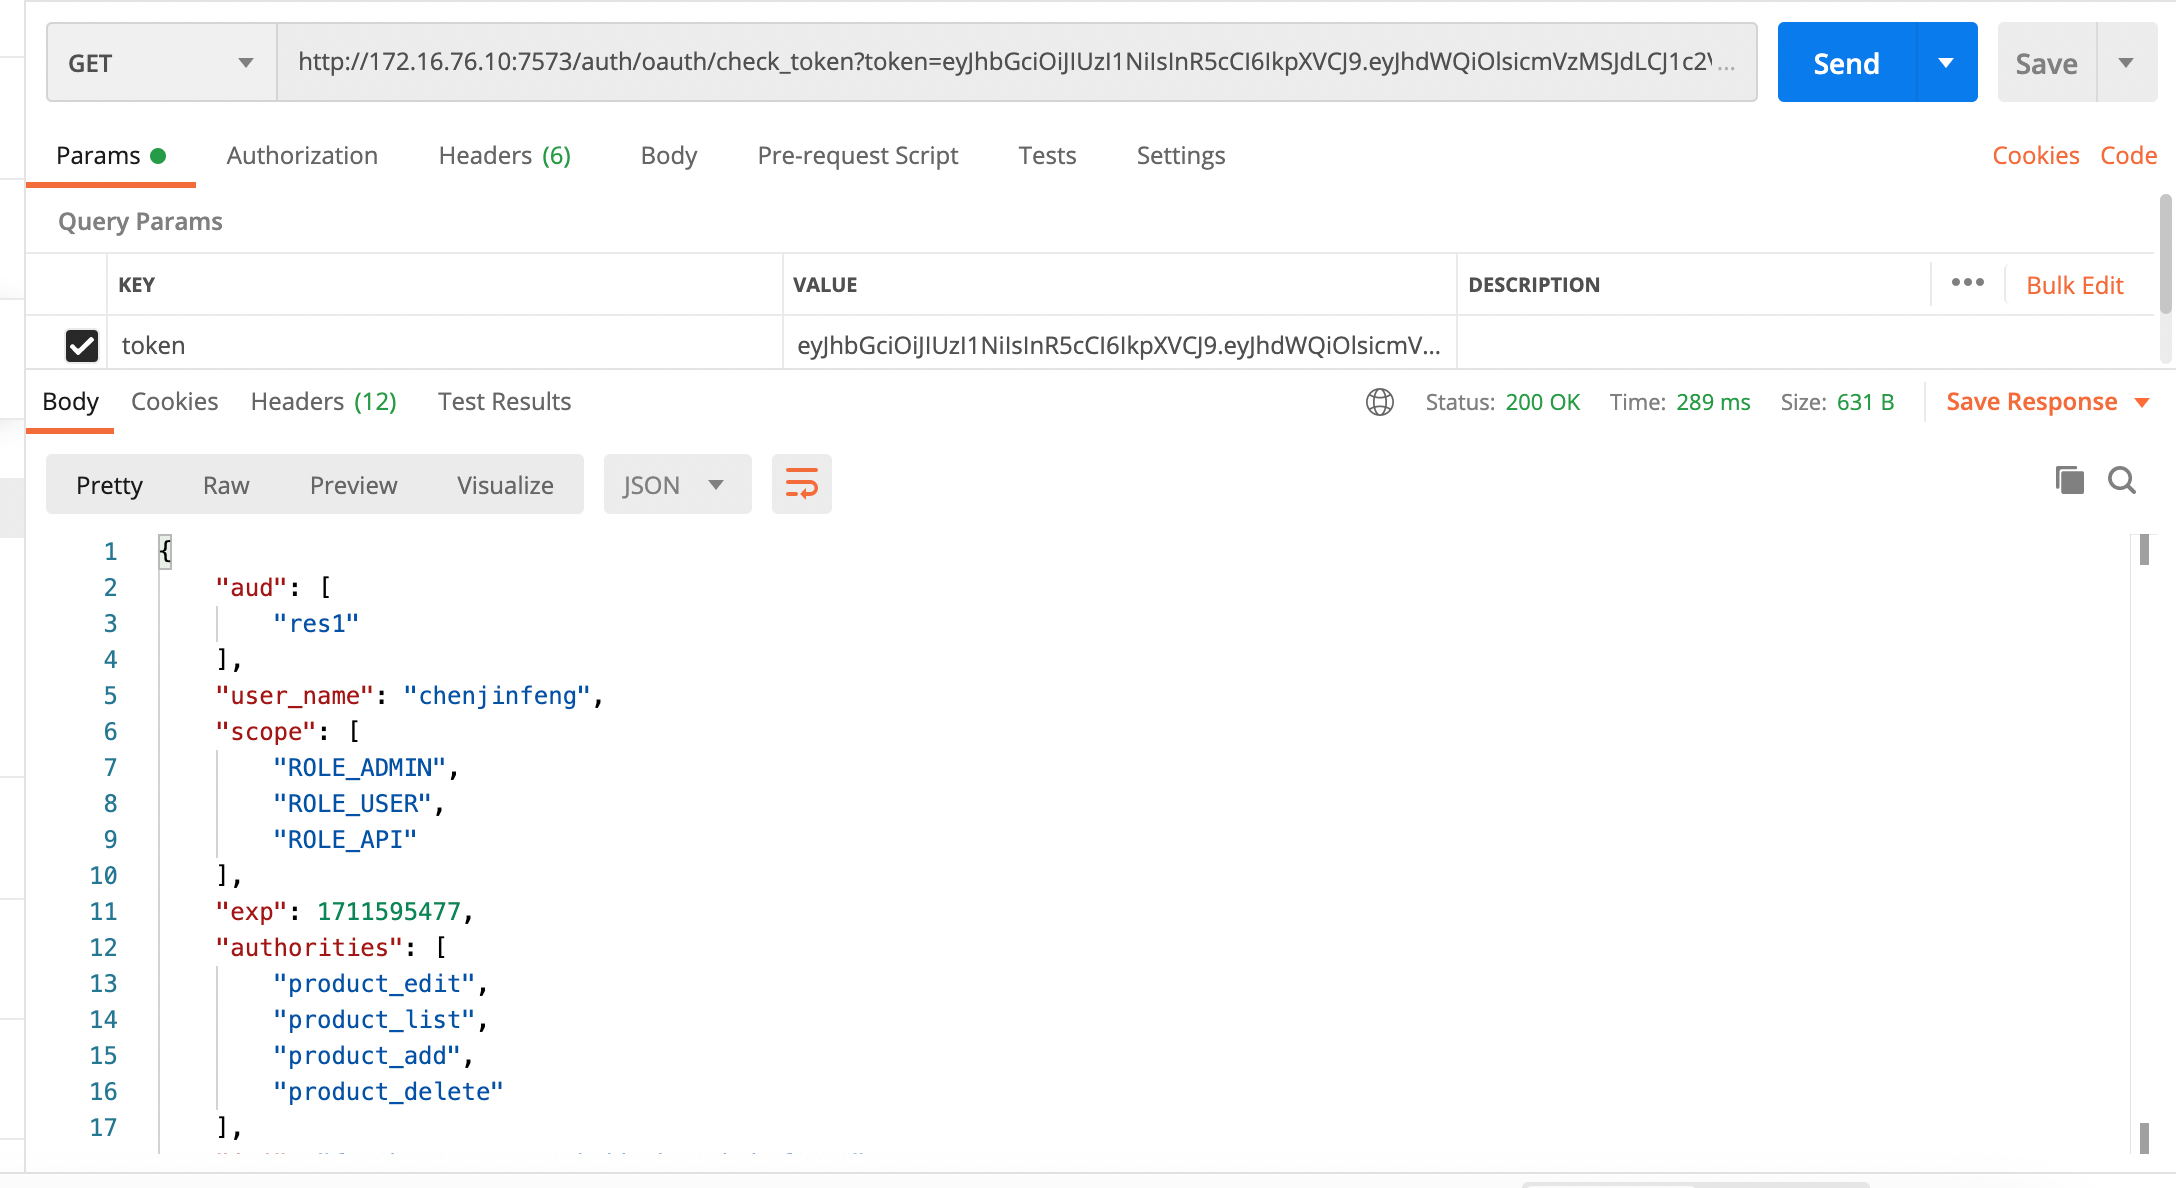 GET http://172.16.76.10:7573/auth/oauth/check_token?token=eyJhbGciOiJIUzI1NiIsInR5cCI6IkpXVCJ9.eyJhdWQiOlsicmVzMSJdLCJ1c2V... Send Save
Params Authorization Headers (6) Body Pre-request Script Tests Settings Cookies Code
Query Params
KEY VALUE DESCRIPTION ••• Bulk Edit
token eyJhbGciOiJIUzI1NiIsInR5cCI6IkpXVCJ9.eyJhdWQiOlsicmV...
Body Cookies Headers (12) Test Results Status: 200 OK Time: 289 ms Size: 631 B Save Response
Pretty Raw Preview Visualize JSON
1 {
2 "aud": [
3 "res1"
4 ],
5 "user_name": "chenjinfeng",
6 "scope": [
7 "ROLE_ADMIN",
8 "ROLE_USER",
9 "ROLE_API"
10 ],
11 "exp": 1711595477,
12 "authorities": [
13 "product_edit",
14 "product_list",
15 "product_add",
16 "product_delete"
17 ],